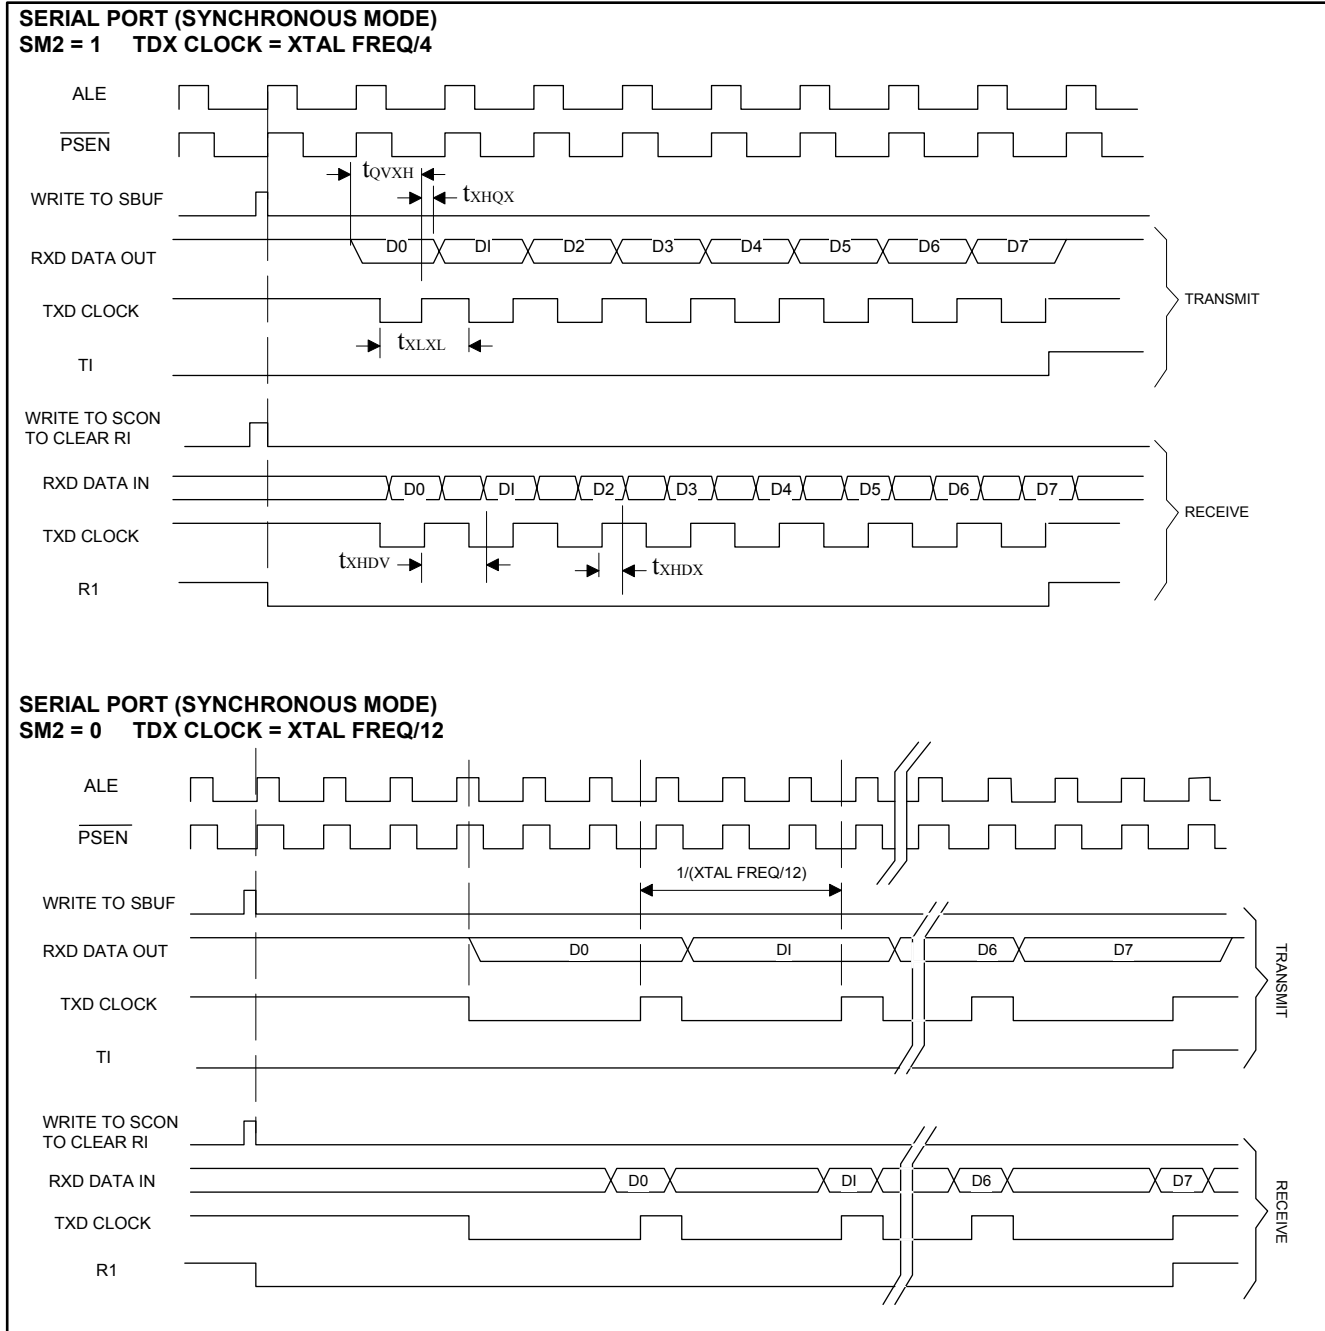 SERIAL PORT (SYNCHRONOUS MODE)
SM2 = 1 TDX CLOCK = XTAL FREQ/4
ALE
PSEN
tQVXH
WRITE TO SBUF
tXHQX
RXD DATA OUT
D0 DI D2 D3 D4 D5 D6 D7
TXD CLOCK
TRANSMIT
tXLXL
TI
WRITE TO SCON
TO CLEAR RI
RXD DATA IN
D0 DI D2 D3 D4 D5 D6 D7
TXD CLOCK
RECEIVE
tXHDV
tXHDX
R1
SERIAL PORT (SYNCHRONOUS MODE)
SM2 = 0 TDX CLOCK = XTAL FREQ/12
ALE
PSEN
1/(XTAL FREQ/12)
WRITE TO SBUF
RXD DATA OUT
D0 DI D6 D7
TXD CLOCK
TRANSMIT
TI
WRITE TO SCON
TO CLEAR RI
RXD DATA IN
D0 DI D6 D7
TXD CLOCK
RECEIVE
R1